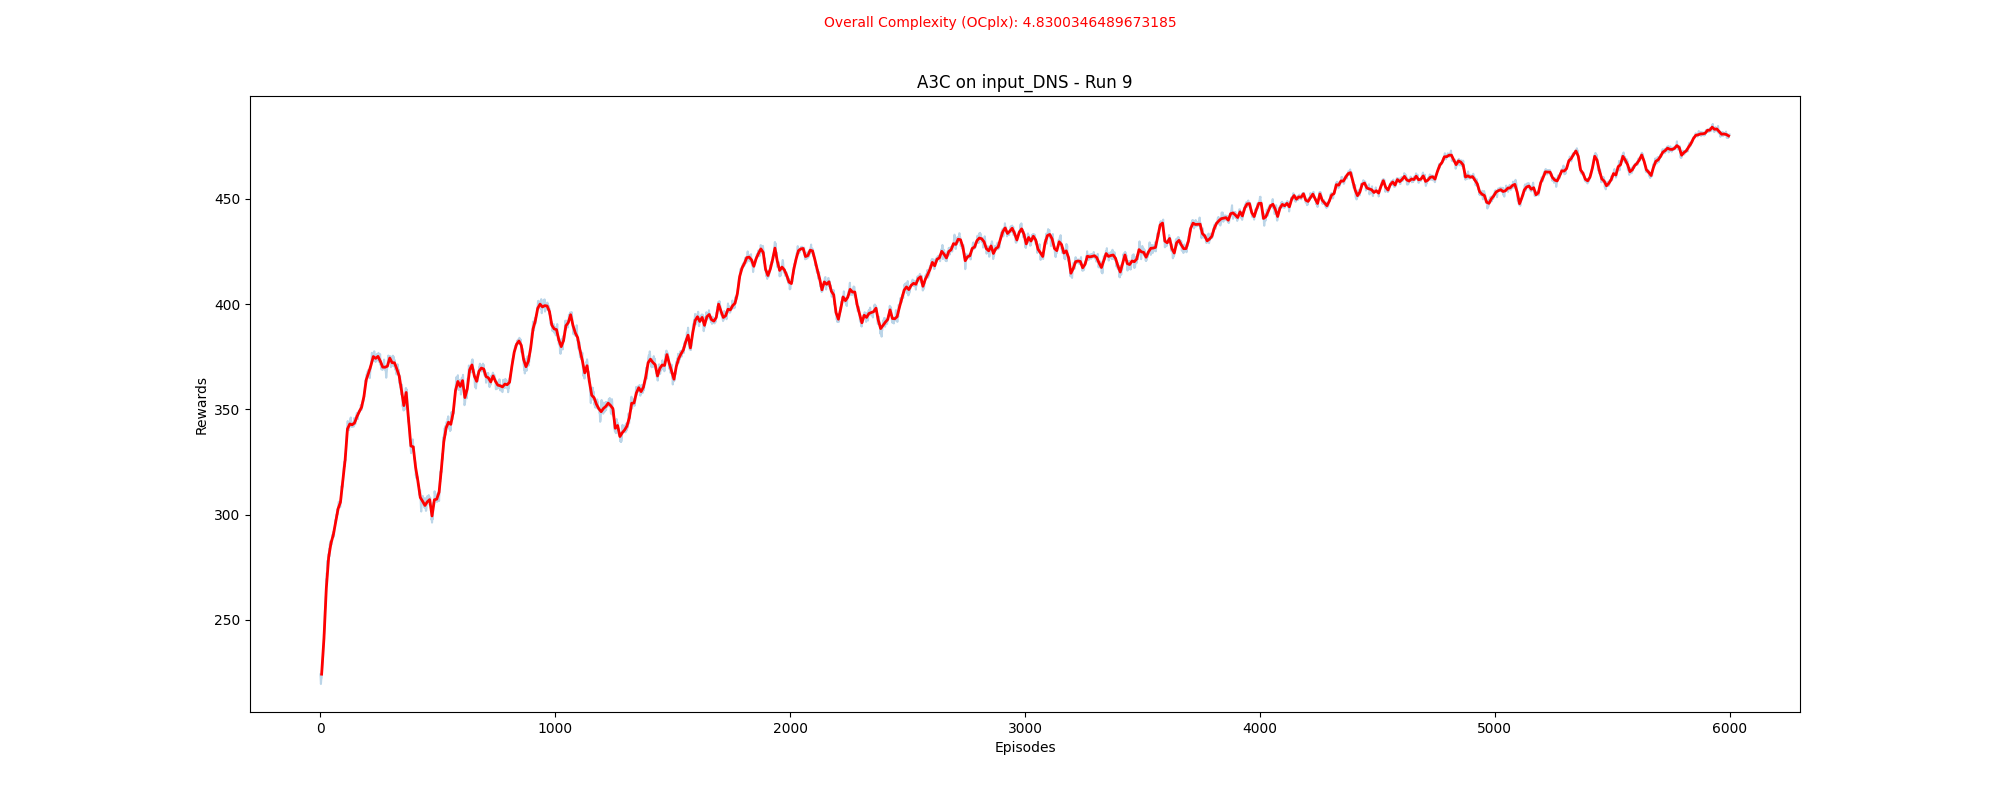 Overall Complexity (OCplx): 4.8300346489673185
A3C on input_DNS - Run 9
Rewards
450
400
350
300
250
0 1000 2000 3000 4000 5000 6000
Episodes